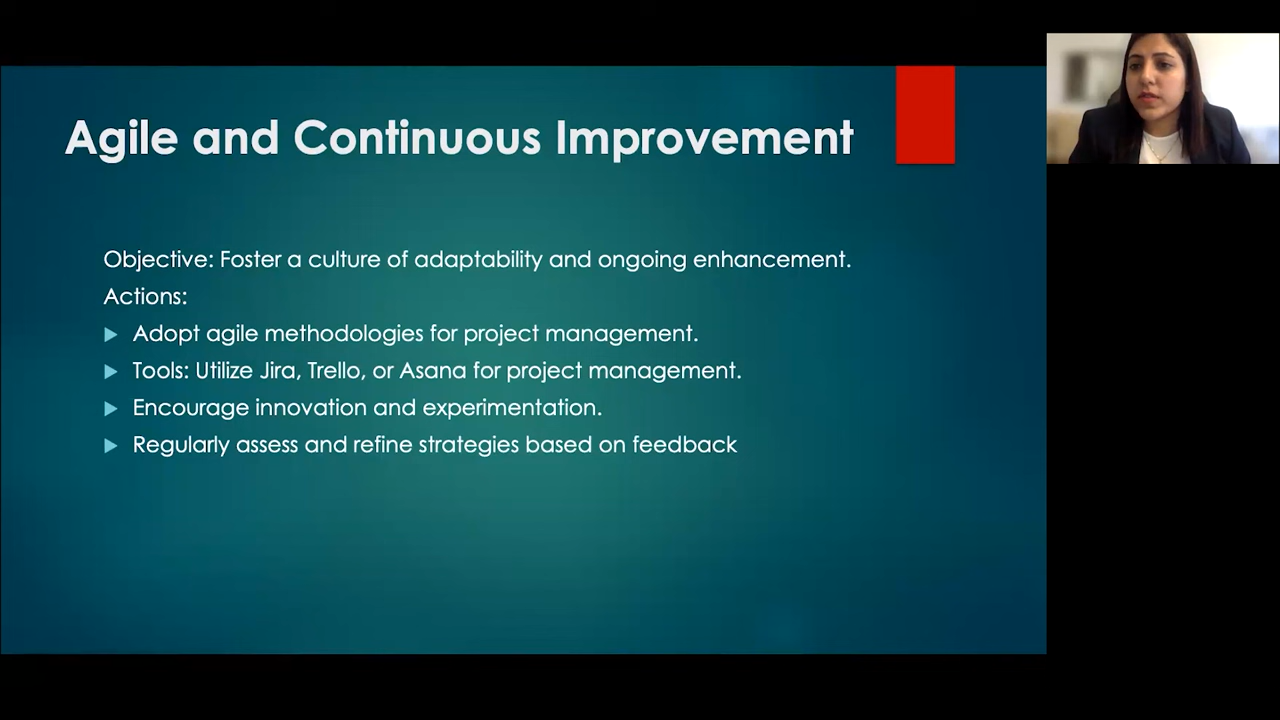 Agile and Continuous Improvement
Objective: Foster a culture of adaptability and ongoing enhancement.
Actions:
Adopt agile methodologies for project management.
Tools: Utilize Jira, Trello, or Asana for project management.
Encourage innovation and experimentation.
Regularly assess and refine strategies based on feedback